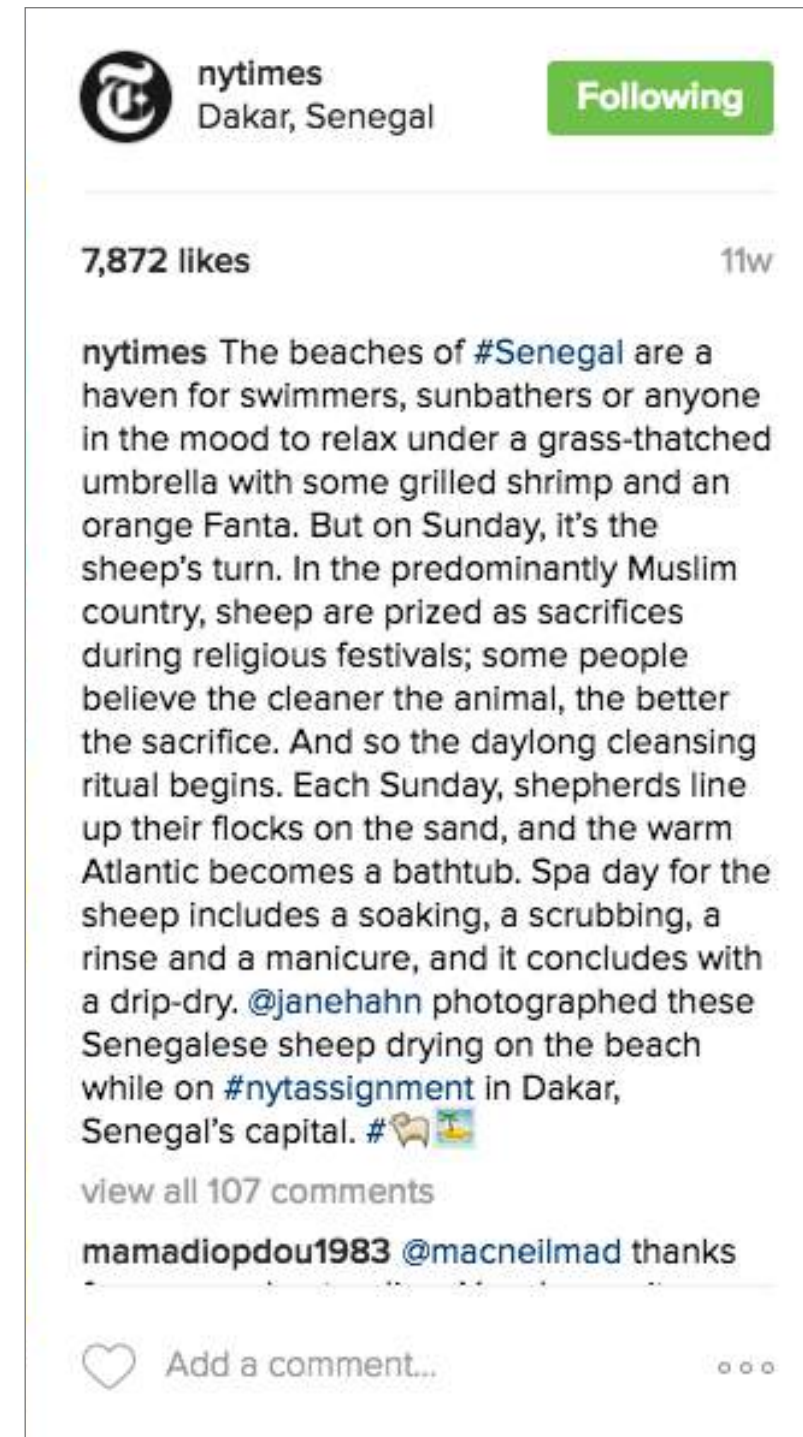 nytimes
Dakar, Senegal
Following
7,872 likes
11w
nytimes The beaches of #Senegal are a
haven for swimmers, sunbathers or anyone
in the mood to relax under a grass-thatched
umbrella with some grilled shrimp and an
orange Fanta. But on Sunday, it’s the
sheep’s turn. In the predominantly Muslim
country, sheep are prized as sacrifices
during religious festivals; some people
believe the cleaner the animal, the better
the sacrifice. And so the daylong cleansing
ritual begins. Each Sunday, shepherds line
up their flocks on the sand, and the warm
Atlantic becomes a bathtub. Spa day for the
sheep includes a soaking, a scrubbing, a
rinse and a manicure, and it concludes with
a drip-dry. @janehahn photographed these
Senegalese sheep drying on the beach
while on #nytassignment in Dakar,
Senegal’s capital. #🐑🏝
view all 107 comments
mamadiopdou1983 @macneilmad thanks
Add a comment...